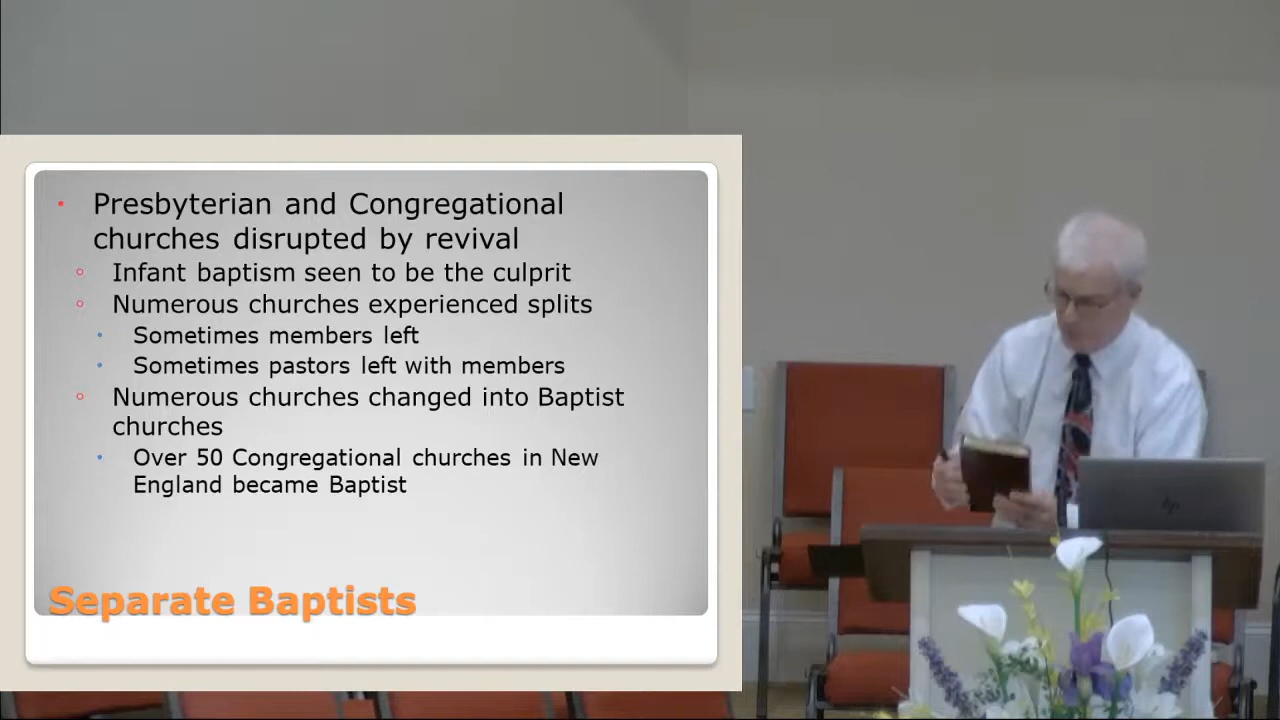 Presbyterian and Congregational
churches disrupted by revival
Infant baptism seen to be the culprit
Numerous churches experienced splits
Sometimes members left
Sometimes pastors left with members
Numerous churches changed into Baptist
churches
Over 50 Congregational churches in New
England became Baptist
Separate Baptists
hp